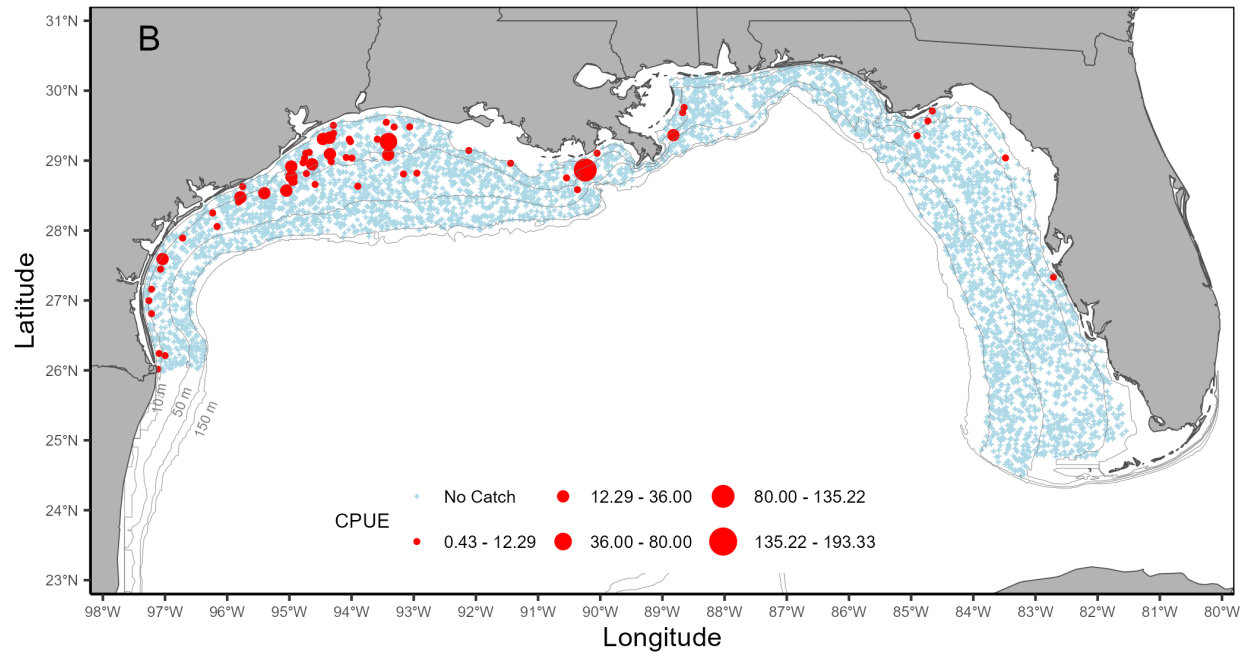 B
31°N
30°N
29°N
28°N
27°N
26°N
25°N
24°N
23°N
Latitude
10 m
50 m
150 m
CPUE
No Catch
12.29 - 36.00
80.00 - 135.22
0.43 - 12.29
36.00 - 80.00
135.22 - 193.33
98°W 97°W 96°W 95°W 94°W 93°W 92°W 91°W 90°W 89°W 88°W 87°W 86°W 85°W 84°W 83°W 82°W 81°W 80°W
Longitude